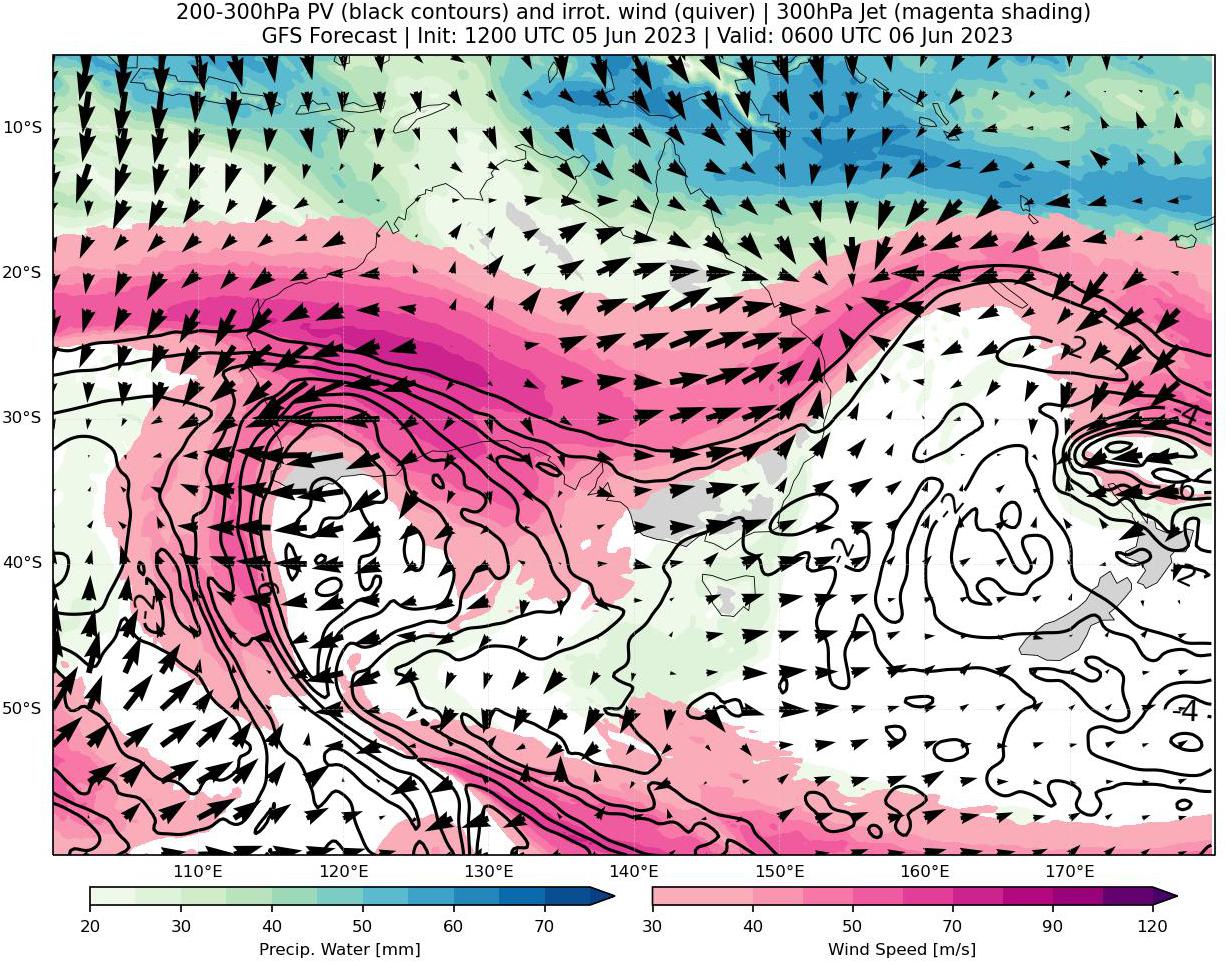 200-300hPa PV (black contours) and irrot. wind (quiver) | 300hPa Jet (magenta shading)
GFS Forecast | Init: 1200 UTC 05 Jun 2023 | Valid: 0600 UTC 06 Jun 2023
10°S
20°S
30°S
40°S
50°S
-2
-4
-6
-2
-2
-2
-2
-4
110°E 120°E 130°E 140°E 150°E 160°E 170°E
20 30 40 50 60 70
30 40 50 70 90 120
Precip. Water [mm]
Wind Speed [m/s]